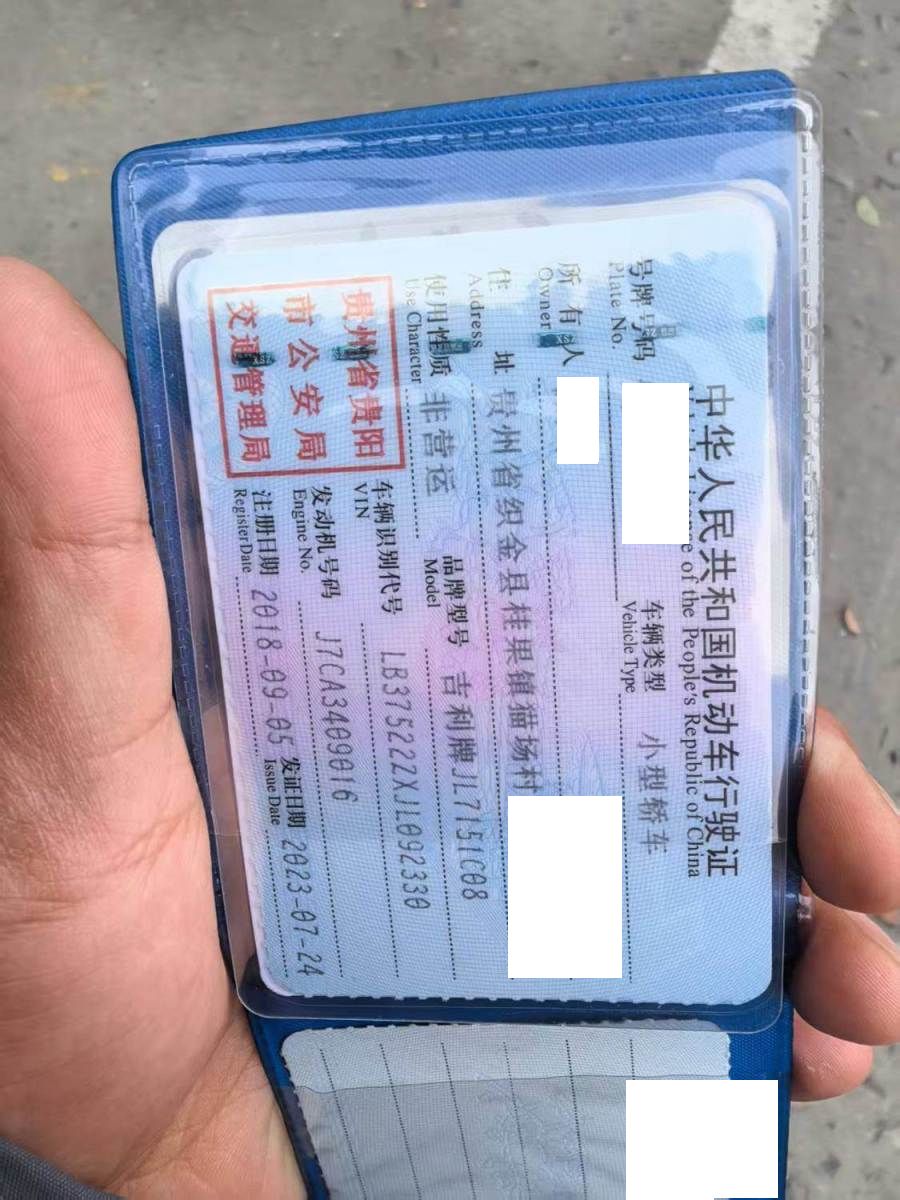 中华人民共和国机动车行驶证
e of the People's Republic of China
号牌号码
Plate No.
车辆类型 小型轿车
Vehicle Type
所有人
Owner
住址 贵州省织金县桂果镇猫场村
Address
使用性质 非营运
Use Character
品牌型号 吉利牌JL7151C08
Model
贵州省贵阳
市公安局
交通管理局
车辆识别代号 LB37522ZXJL092330
VIN
发动机号码 J7CA3409016
Engine No.
注册日期 2018-09-05 发证日期 2023-07-24
Register Date Issue Date